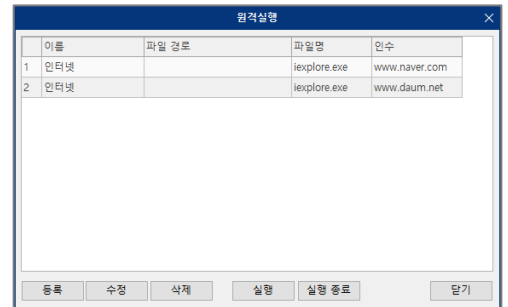 원격실행
이름 파일 경로 파일명 인수
1 인터넷 iexplore.exe www.naver.com
2 인터넷 iexplore.exe www.daum.net
등록 수정 삭제 실행 실행 종료 닫기